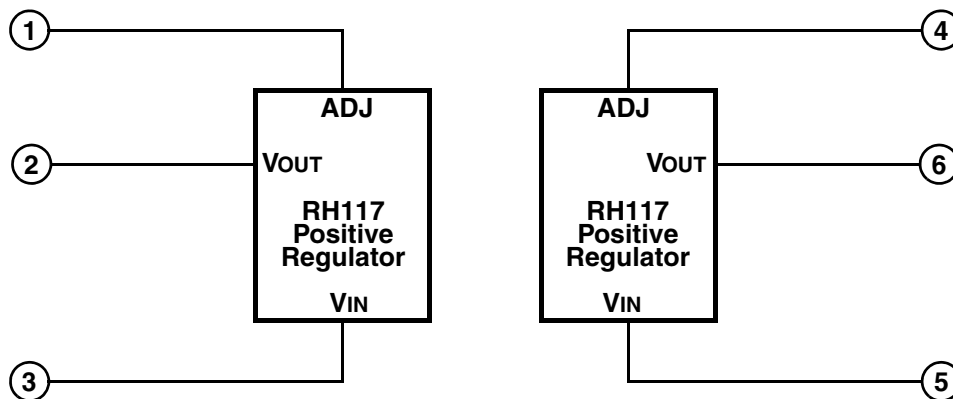 1
ADJ
2
VOUT
RH117
Positive
Regulator
VIN
3
4
ADJ
VOUT
6
RH117
Positive
Regulator
VIN
5